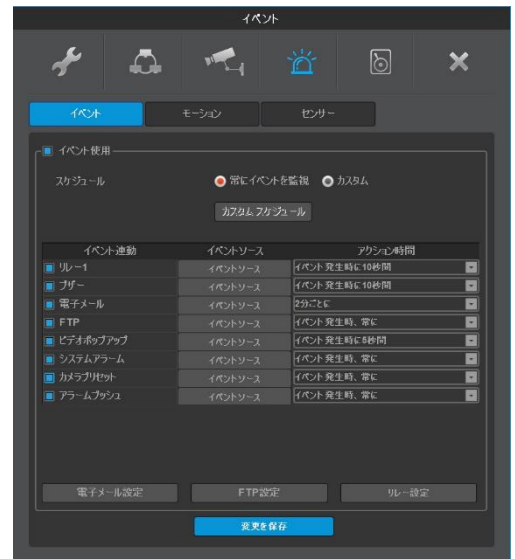 イベント
イベント モーション センサー
イベント使用
スケジュール 常にイベントを監視 カスタム
カスタムスケジュール
イベント連動 イベントソース アクション時間
リレー1 イベントソース イベント発生時に10秒間
ブザー イベントソース イベント発生時に10秒間
電子メール イベントソース 2分ごとに
FTP イベントソース イベント発生時、常に
ビデオポップアップ イベントソース イベント発生時に5秒間
システムアラーム イベントソース イベント発生時、常に
カメラプリセット イベントソース イベント発生時、常に
アラームプッシュ イベントソース イベント発生時、常に
電子メール設定 FTP設定 リレー設定
変更を保存